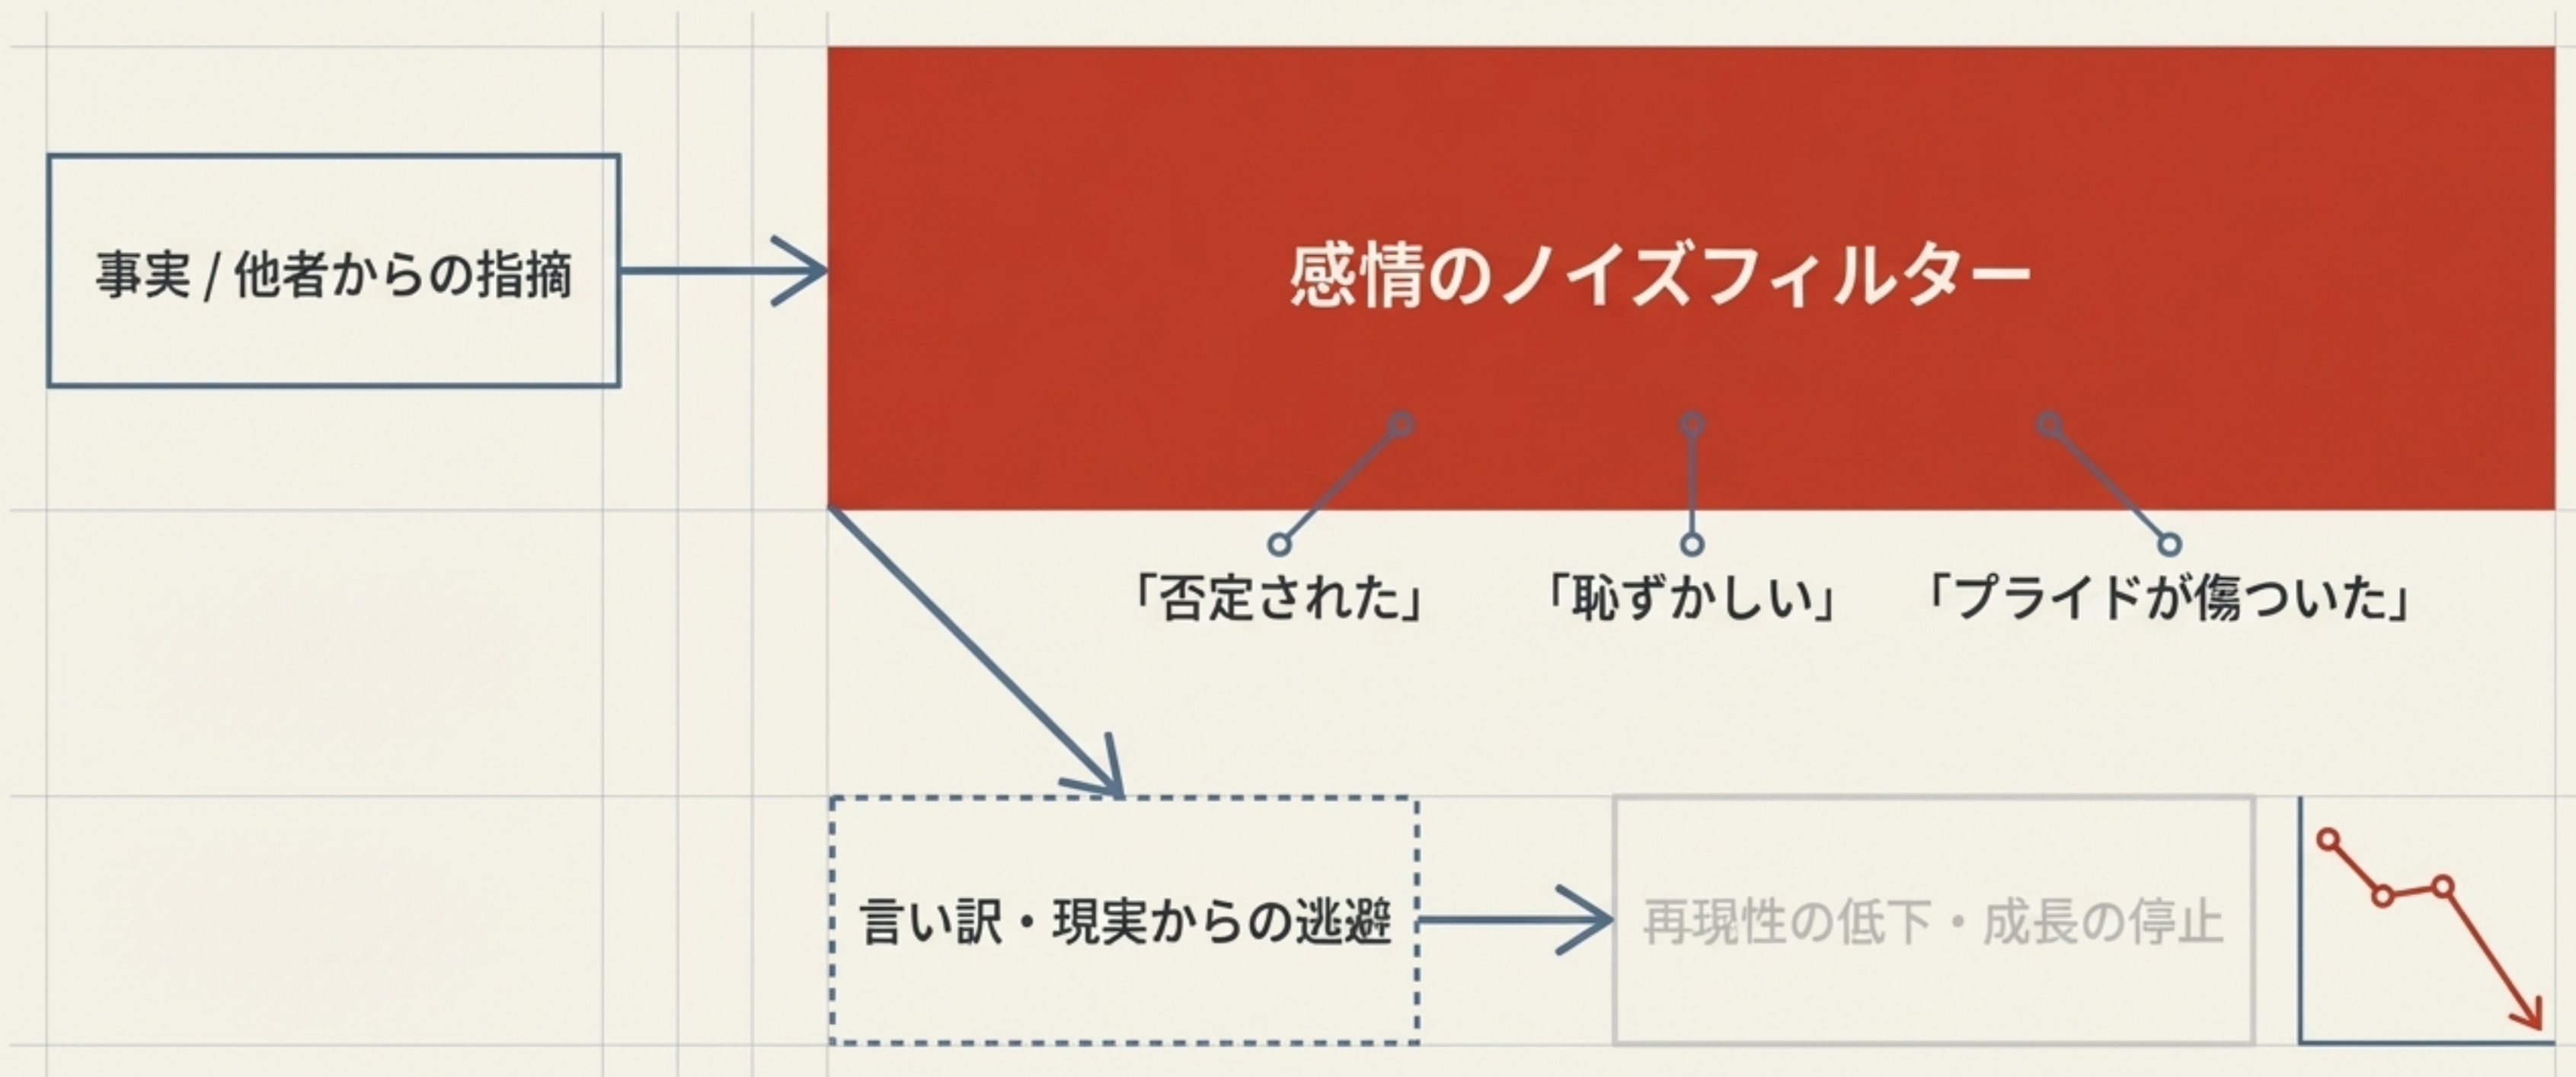 事実 / 他者からの指摘
感情のノイズフィルター
「否定された」
「恥ずかしい」
「プライドが傷ついた」
言い訳・現実からの逃避
再現性の低下・成長の停止